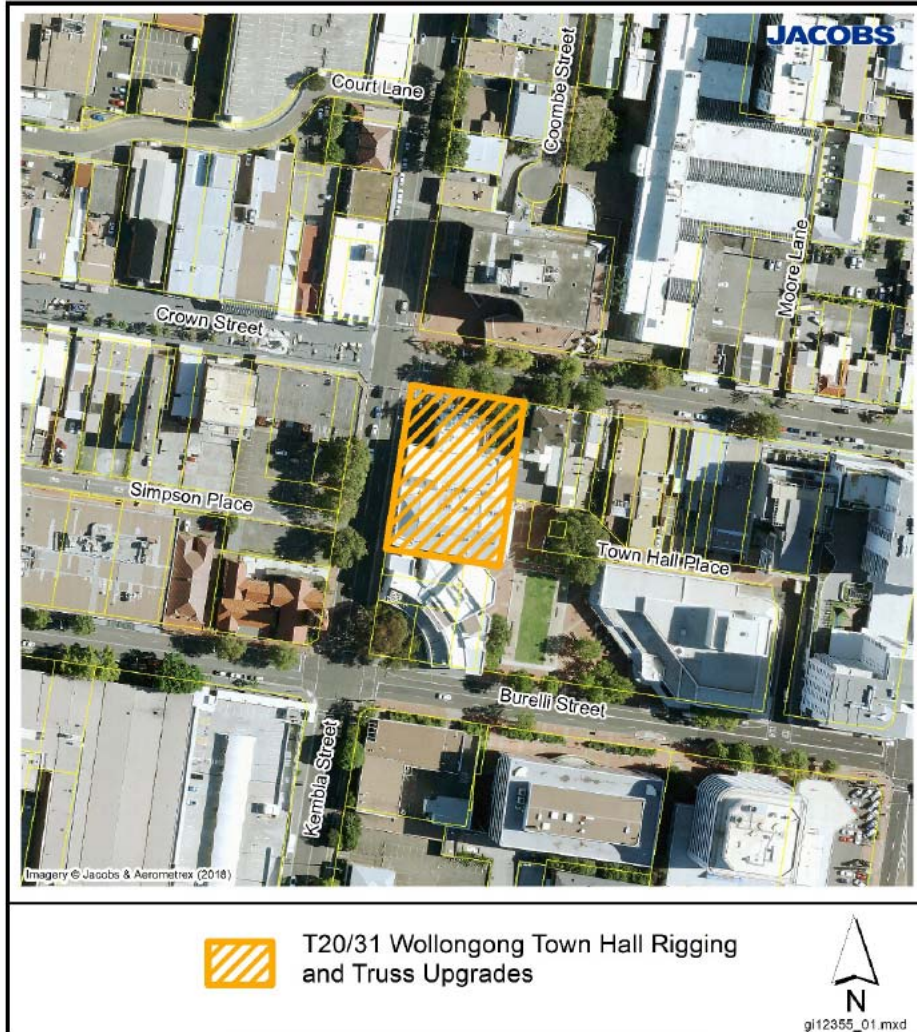 JACOBS
Court Lane
Coombe Street
Moore Lane
Crown Street
Simpson Place
Town Hall Place
Burelli Street
Kembla Street
Imagery © Jacobs & Aerometrex (2018)
T20/31 Wollongong Town Hall Rigging
and Truss Upgrades
N
gi12355_01.mxd